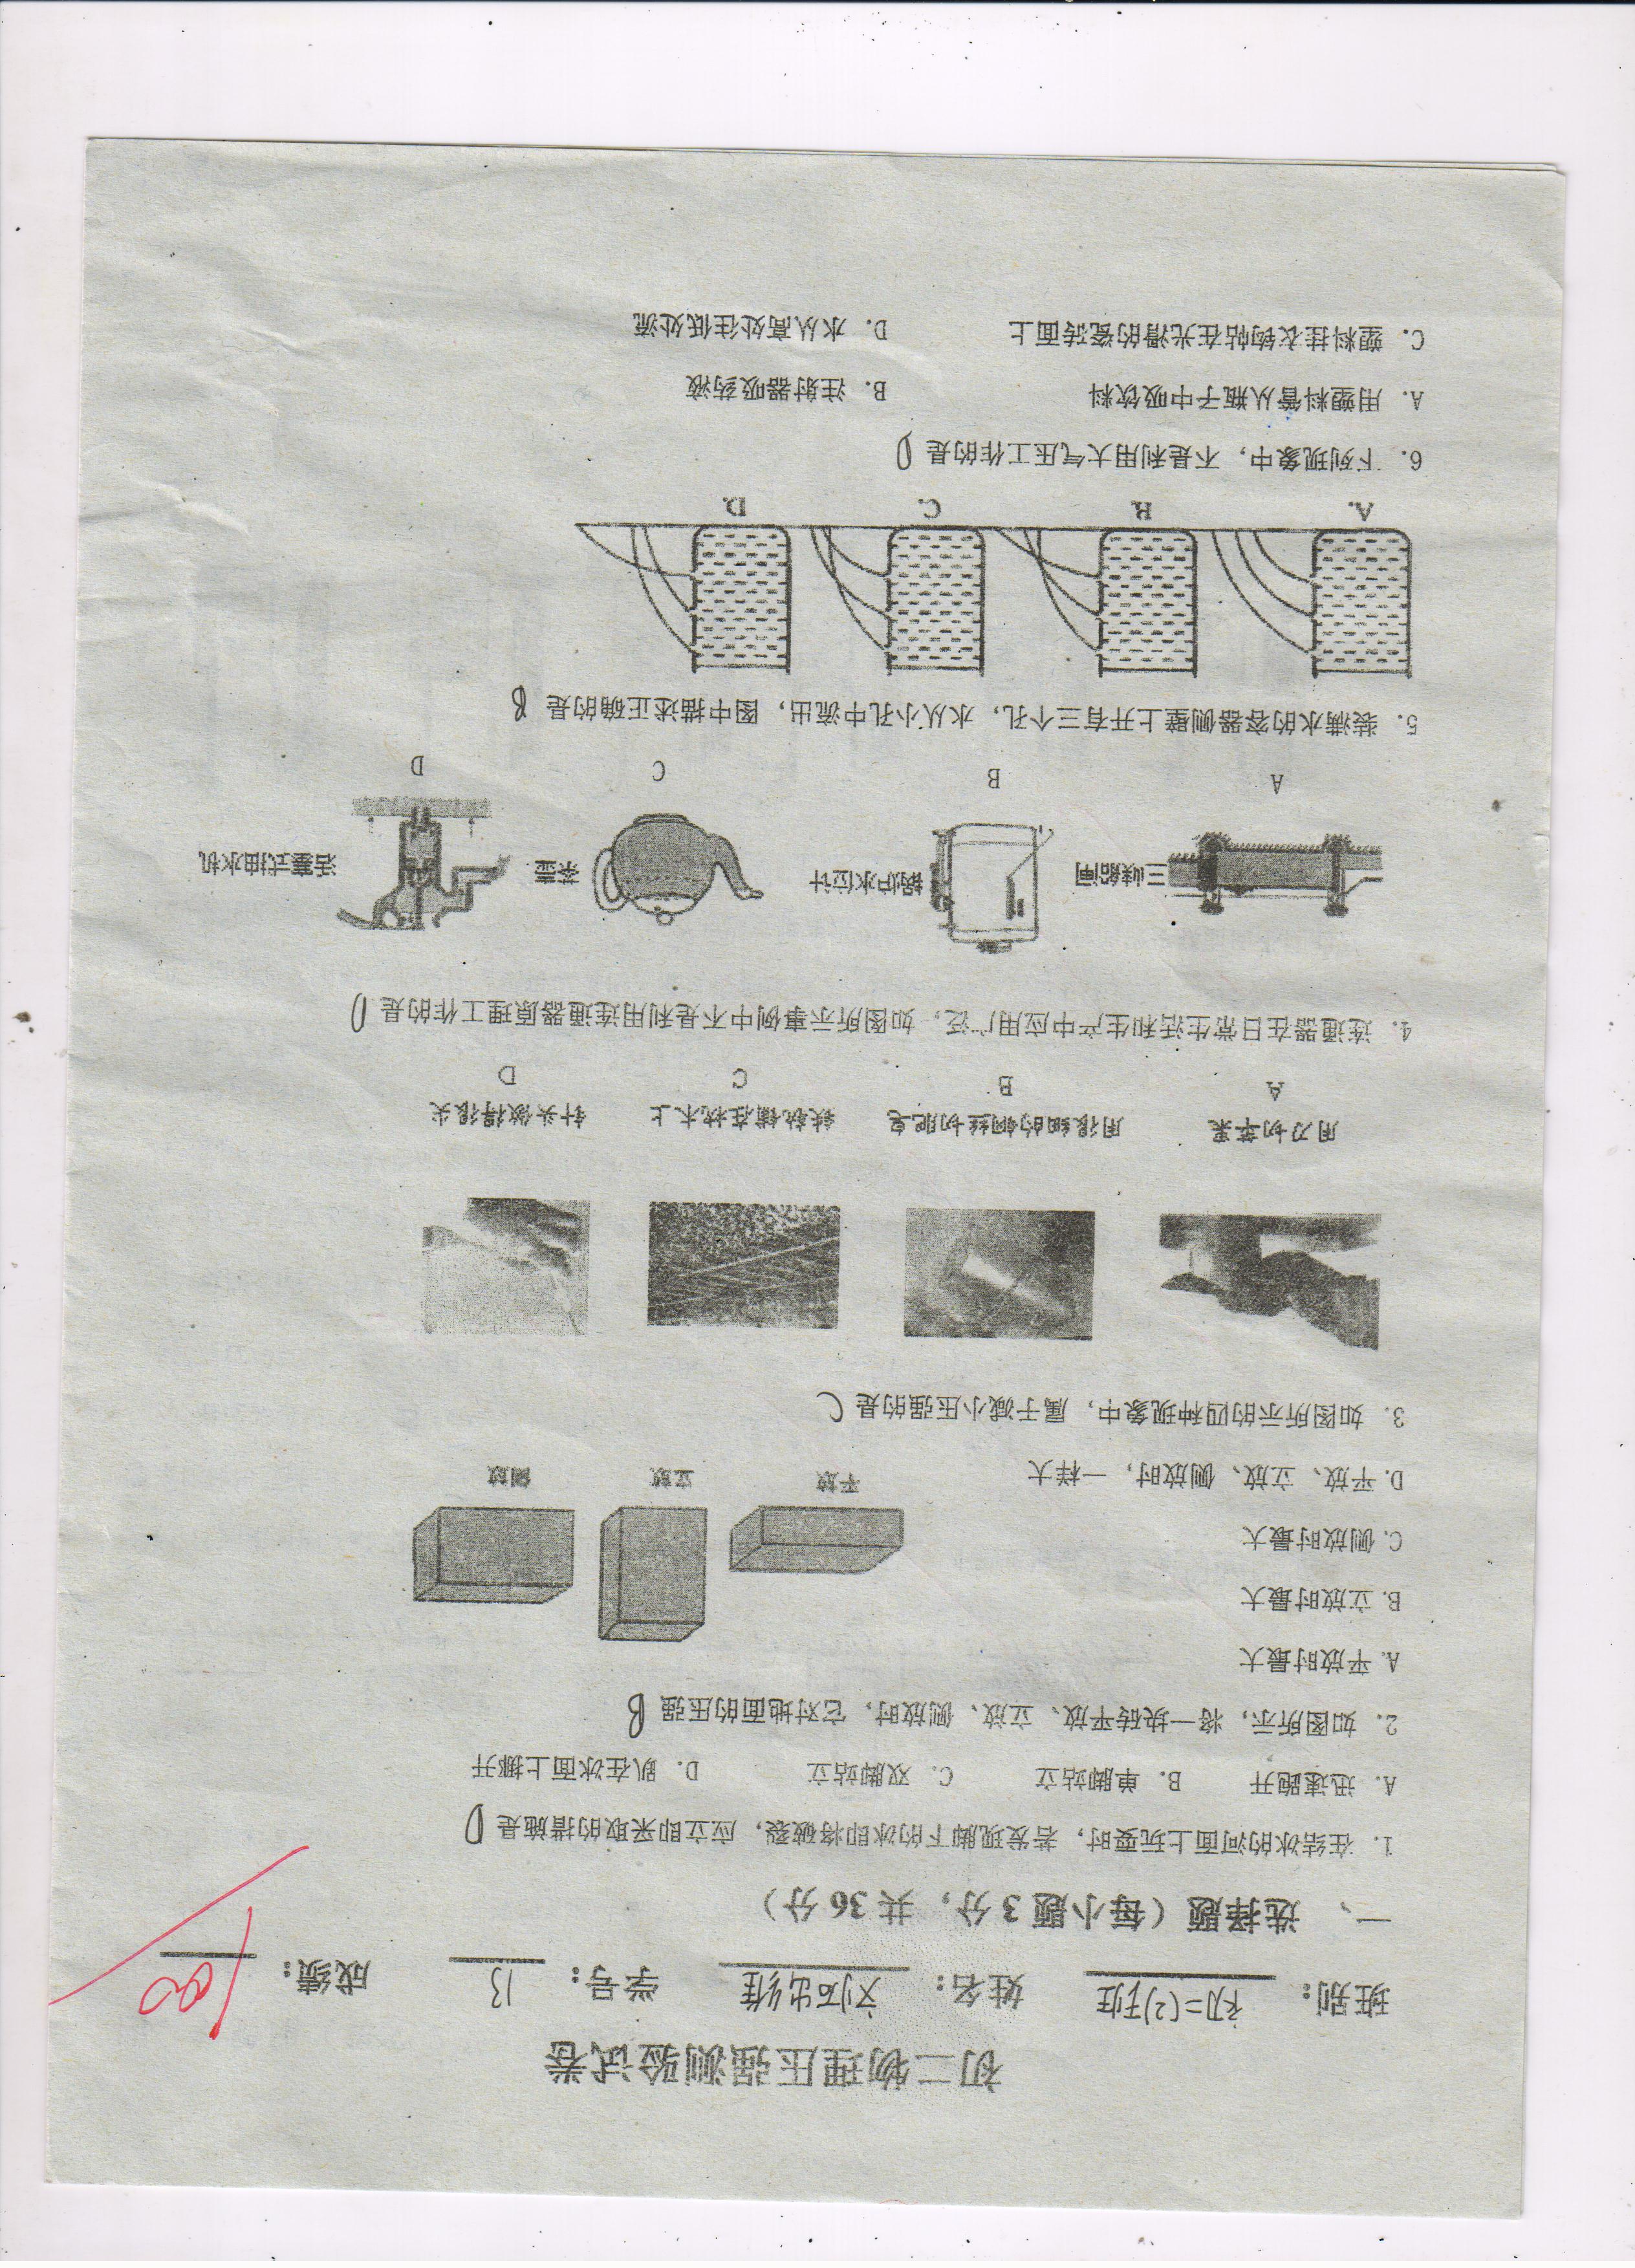 初二物理压强测验试卷
班别：初二(2)班 姓名：刘石出维 学号：13 成绩：100
一、选择题（每小题3分，共36分）
1. 在结冰的河面上玩耍时，若发现脚下的冰即将破裂，应立即采取的措施是 D
A. 迅速跑开 B. 单脚站立 C. 双脚站立 D. 趴在冰面上挪开
2. 如图所示，将一块砖平放、立放、侧放时，它对地面的压强 B
A. 平放时最大
B. 立放时最大
C. 侧放时最大
D. 平放、立放、侧放时，一样大
平放 立放 侧放
3. 如图所示的四种现象中，属于减小压强的是 C
用刀切苹果 用很细的钢丝切肥皂 铁轨铺在枕木上 针头做得很尖
A B C D
4. 连通器在日常生活和生产中应用广泛，如图所示事例中不是利用连通器原理工作的是 D
三峡船闸 锅炉水位计 茶壶 活塞式抽水机
A B C D
5. 装满水的容器侧壁上开有三个孔，水从小孔中流出，图中描述正确的是 B
A. B. C. D.
6. 下列现象中，不是利用大气压工作的是 D
A. 用塑料管从瓶子中吸饮料 B. 注射器吸药液
C. 塑料挂衣钩帖在光滑的瓷砖面上 D. 水从高处往低处流